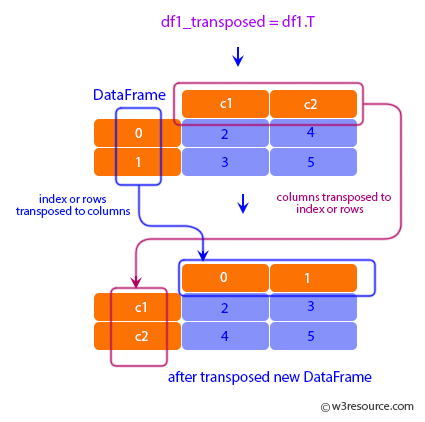 df1_transposed = df1.T
DataFrame
c1 c2
0 2 4
1 3 5
index or rows
transposed to columns
columns transposed to
index or rows
0 1
c1 2 3
c2 4 5
after transposed new DataFrame
© w3resource.com